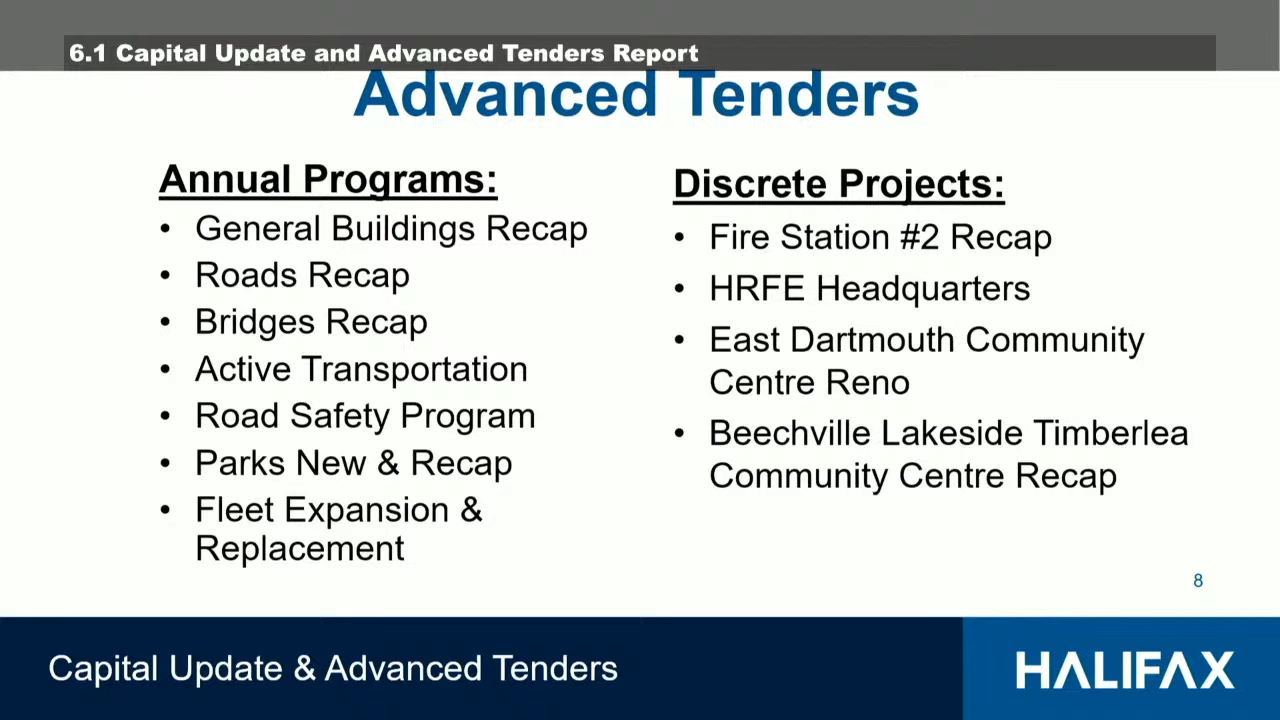 6.1 Capital Update and Advanced Tenders Report
Advanced Tenders
Annual Programs:
• General Buildings Recap
• Roads Recap
• Bridges Recap
• Active Transportation
• Road Safety Program
• Parks New & Recap
• Fleet Expansion &
Replacement
Discrete Projects:
• Fire Station #2 Recap
• HRFE Headquarters
• East Dartmouth Community
Centre Reno
• Beechville Lakeside Timberlea
Community Centre Recap
8
Capital Update & Advanced Tenders
HALIFAX